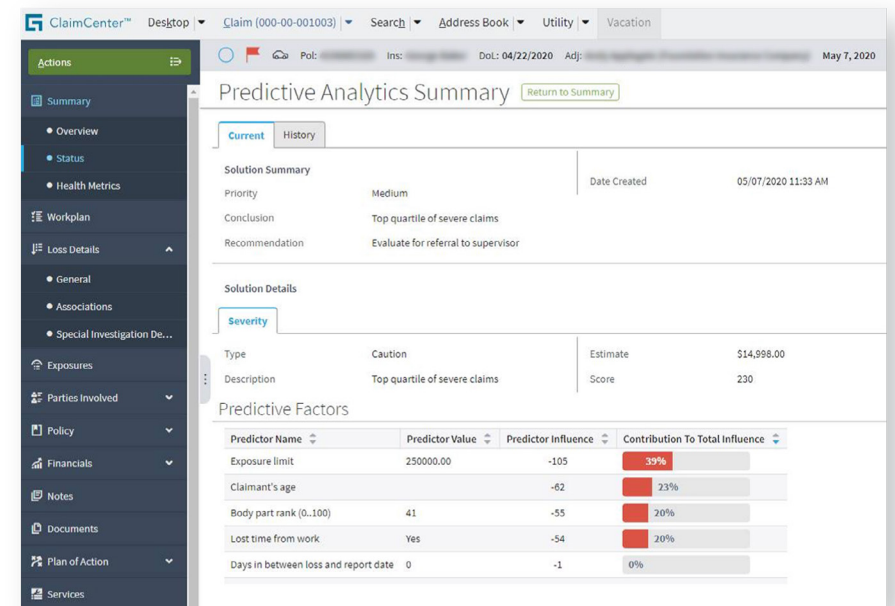 ClaimCenter™ Desktop Claim (000-00-001003) Search Address Book Utility Vacation
Actions
Pol: Ins: DoL: 04/22/2020 Adj: May 7, 2020
Summary
Overview
Status
Health Metrics
Workplan
Loss Details
General
Associations
Special Investigation De...
Exposures
Parties Involved
Policy
Financials
Notes
Documents
Plan of Action
Services
Predictive Analytics Summary Return to Summary
Current History
Solution Summary
Priority Medium
Date Created 05/07/2020 11:33 AM
Conclusion Top quartile of severe claims
Recommendation Evaluate for referral to supervisor
Solution Details
Severity
Type Caution Estimate $14,998.00
Description Top quartile of severe claims Score 230
Predictive Factors
Predictor Name Predictor Value Predictor Influence Contribution To Total Influence
Exposure limit 250000.00 -105 39%
Claimant's age -62 23%
Body part rank (0..100) 41 -55 20%
Lost time from work Yes -54 20%
Days in between loss and report date 0 -1 0%